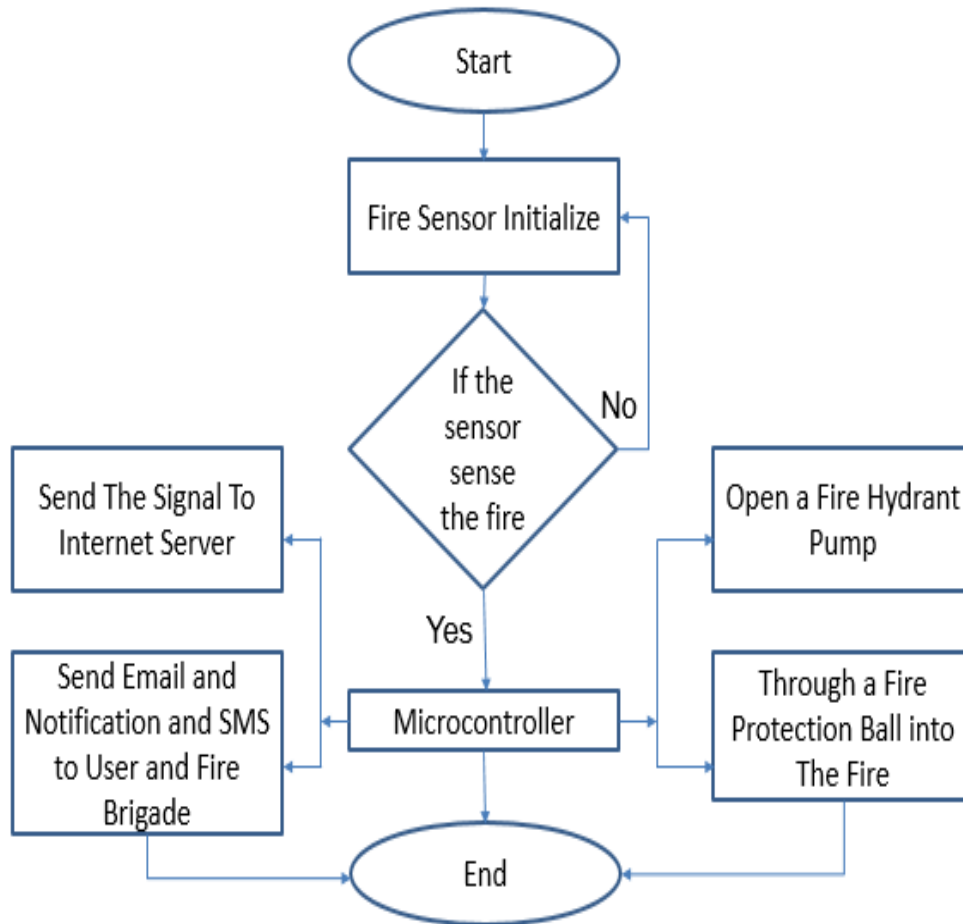 Start
Fire Sensor Initialize
If the
sensor
sense
the fire
No
Yes
Send The Signal To
Internet Server
Open a Fire Hydrant
Pump
Send Email and
Notification and SMS
to User and Fire
Brigade
Microcontroller
Through a Fire
Protection Ball into
The Fire
End